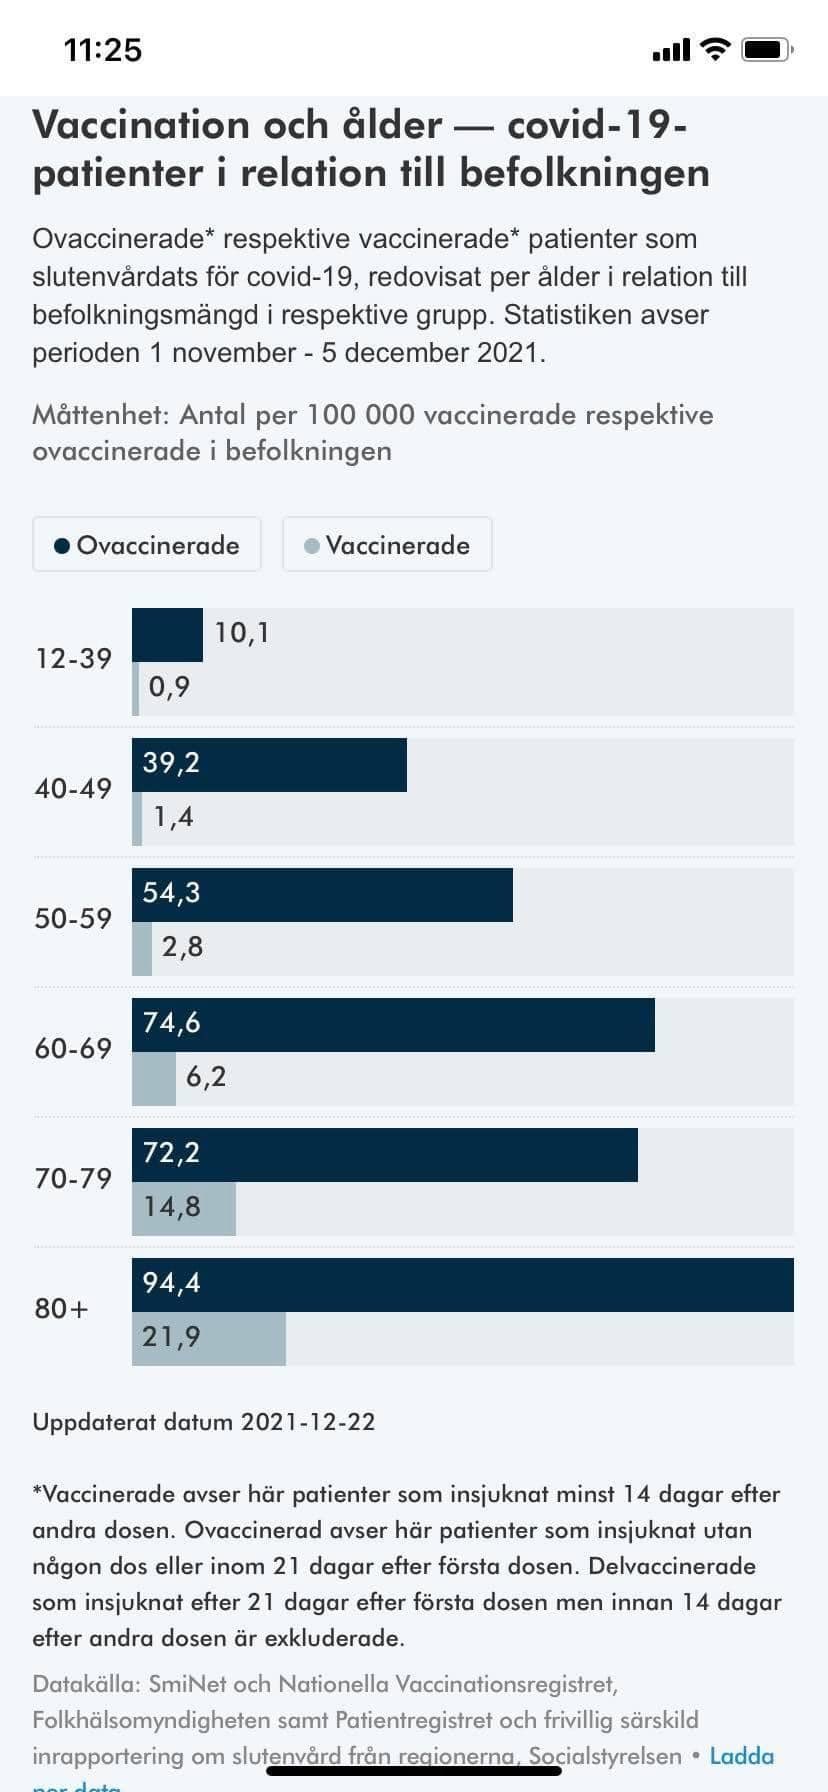 11:25
Vaccination och ålder — covid-19-
patienter i relation till befolkningen
Ovaccinerade* respektive vaccinerade* patienter som
slutenvårdats för covid-19, redovisat per ålder i relation till
befolkningsmängd i respektive grupp. Statistiken avser
perioden 1 november - 5 december 2021.
Måttenhet: Antal per 100 000 vaccinerade respektive
ovaccinerade i befolkningen
Ovaccinerade Vaccinerade
12-39
10,1
0,9
40-49
39,2
1,4
50-59
54,3
2,8
60-69
74,6
6,2
70-79
72,2
14,8
80+
94,4
21,9
Uppdaterat datum 2021-12-22
*Vaccinerade avser här patienter som insjuknat minst 14 dagar efter
andra dosen. Ovaccinerad avser här patienter som insjuknat utan
någon dos eller inom 21 dagar efter första dosen. Delvaccinerade
som insjuknat efter 21 dagar efter första dosen men innan 14 dagar
efter andra dosen är exkluderade.
Datakälla: SmiNet och Nationella Vaccinationsregistret,
Folkhälsomyndigheten samt Patientregistret och frivillig särskild
inrapportering om slutenvård från regionerna, Socialstyrelsen • Ladda
ner data